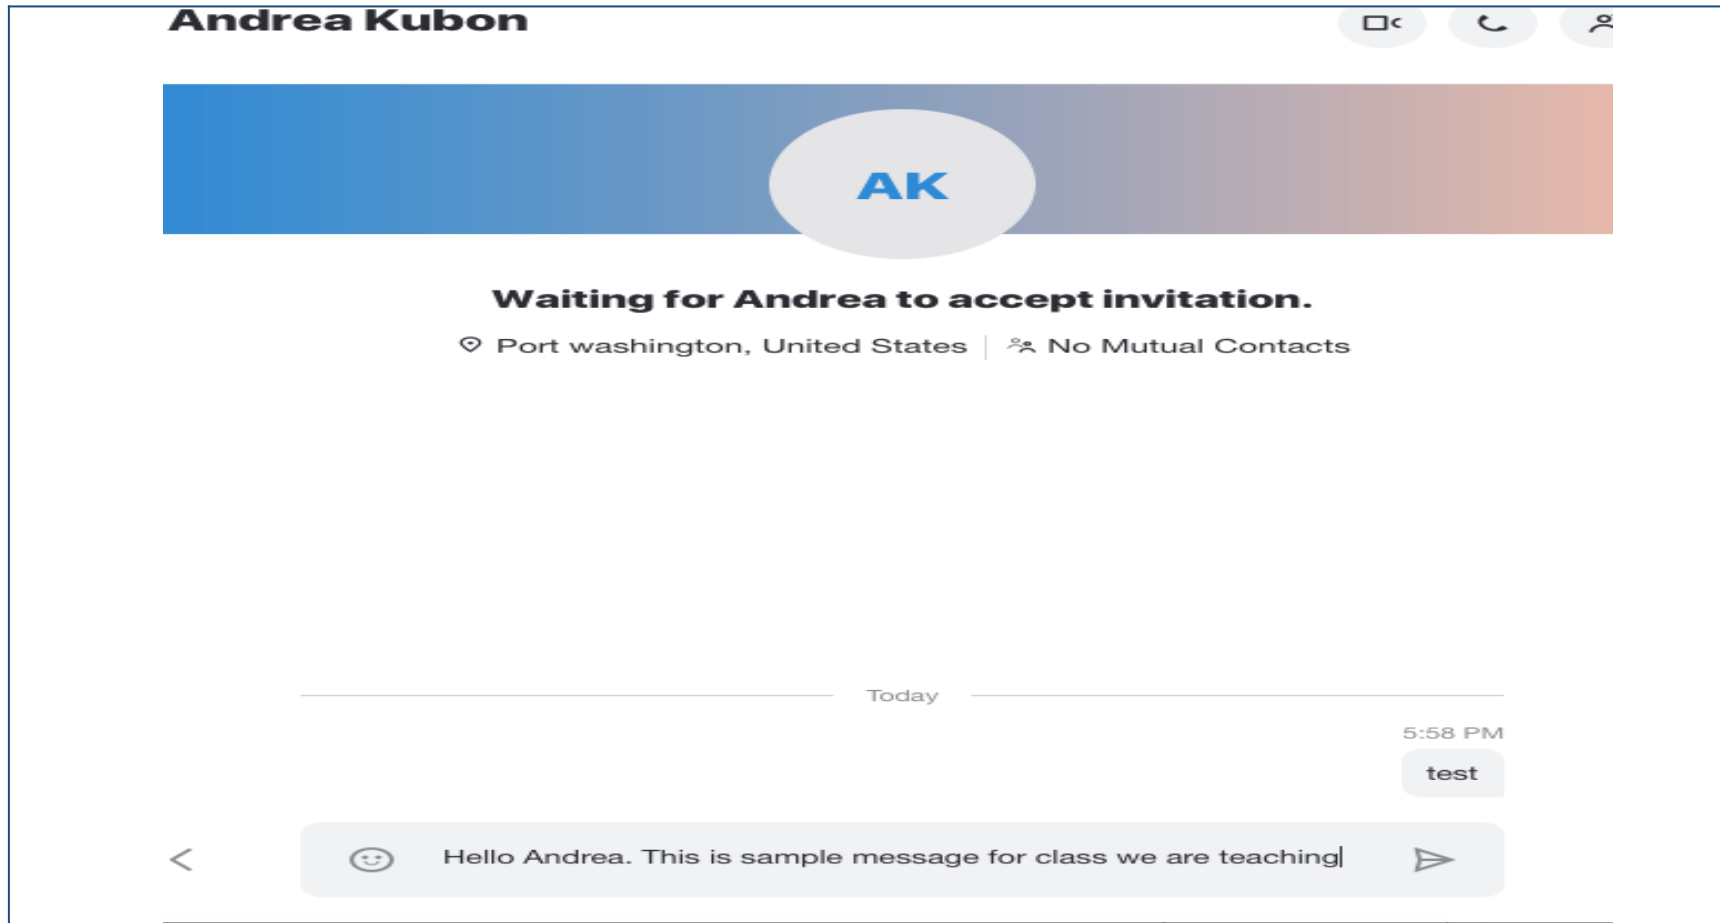 Andrea Kubon
AK
Waiting for Andrea to accept invitation.
Port washington, United States | No Mutual Contacts
Today
5:58 PM
test
Hello Andrea. This is sample message for class we are teaching